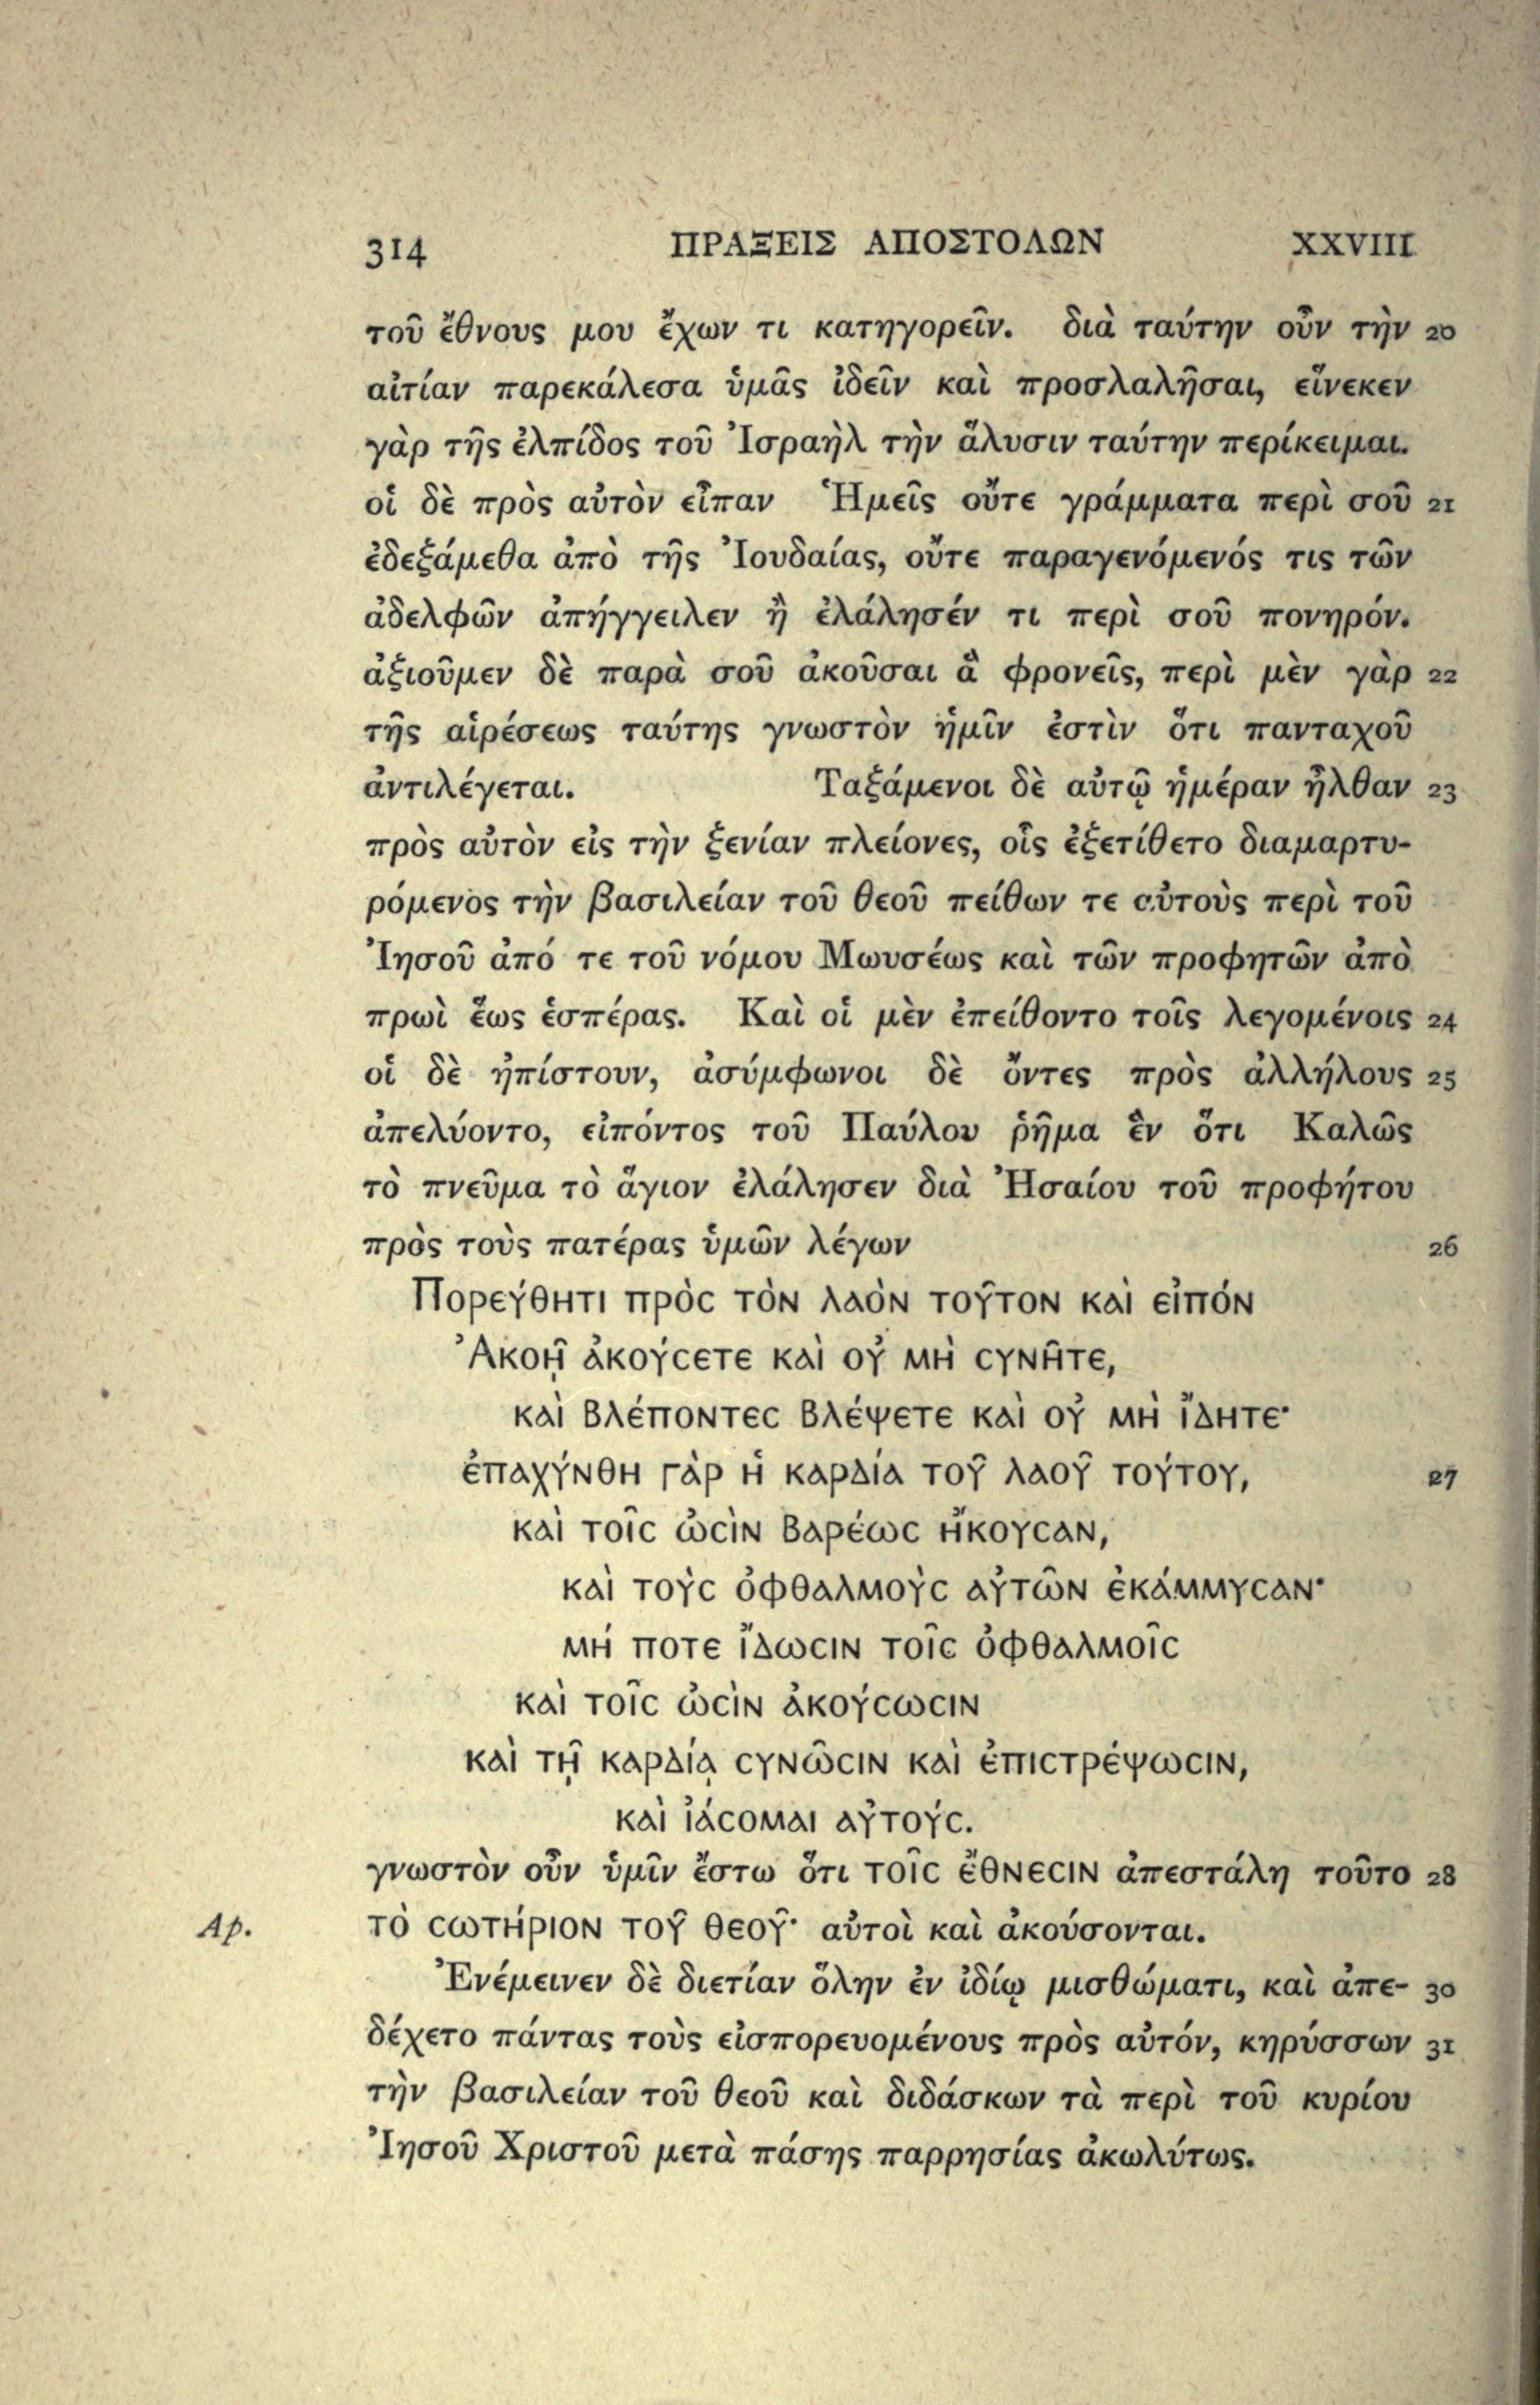 314 ΠΡΑΞΕΙΣ ΑΠΟΣΤΟΛΩΝ XXVIII
τοῦ ἔθνους μου ἔχων τι κατηγορεῖν. διὰ ταύτην οὖν τὴν 20
αἰτίαν παρεκάλεσα ὑμᾶς ἰδεῖν καὶ προσλαλῆσαι, εἵνεκεν
γὰρ τῆς ἐλπίδος τοῦ Ἰσραὴλ τὴν ἅλυσιν ταύτην περίκειμαι.
οἱ δὲ πρὸς αὐτὸν εἶπαν Ἡμεῖς οὔτε γράμματα περὶ σοῦ 21
ἐδεξάμεθα ἀπὸ τῆς Ἰουδαίας, οὔτε παραγενόμενός τις τῶν
ἀδελφῶν ἀπήγγειλεν ἢ ἐλάλησέν τι περὶ σοῦ πονηρόν.
ἀξιοῦμεν δὲ παρὰ σοῦ ἀκοῦσαι ἃ φρονεῖς, περὶ μὲν γὰρ 22
τῆς αἱρέσεως ταύτης γνωστὸν ἡμῖν ἐστὶν ὅτι πανταχοῦ
ἀντιλέγεται. Ταξάμενοι δὲ αὐτῷ ἡμέραν ἦλθαν 23
πρὸς αὐτὸν εἰς τὴν ξενίαν πλείονες, οἷς ἐξετίθετο διαμαρτυ-
ρόμενος τὴν βασιλείαν τοῦ θεοῦ πείθων τε αὐτοὺς περὶ τοῦ
Ἰησοῦ ἀπό τε τοῦ νόμου Μωυσέως καὶ τῶν προφητῶν ἀπὸ
πρωὶ ἕως ἑσπέρας. Καὶ οἱ μὲν ἐπείθοντο τοῖς λεγομένοις 24
οἱ δὲ ἠπίστουν, ἀσύμφωνοι δὲ ὄντες πρὸς ἀλλήλους 25
ἀπελύοντο, εἰπόντος τοῦ Παύλου ῥῆμα ἓν ὅτι Καλῶς
τὸ πνεῦμα τὸ ἅγιον ἐλάλησεν διὰ Ἠσαίου τοῦ προφήτου
πρὸς τοὺς πατέρας ὑμῶν λέγων 26
Πορεύθητι πρὸς τὸν λαὸν τοῦτον καὶ εἰπόν
Ἀκοῇ ἀκούσετε καὶ οὐ μὴ συνῆτε,
καὶ βλέποντες βλέψετε καὶ οὐ μὴ ἴδητε·
ἐπαχύνθη γὰρ ἡ καρδία τοῦ λαοῦ τούτου, 27
καὶ τοῖς ὠσὶν βαρέως ἤκουσαν,
καὶ τοὺς ὀφθαλμοὺς αὐτῶν ἐκάμμυσαν·
μή ποτε ἴδωσιν τοῖς ὀφθαλμοῖς
καὶ τοῖς ὠσὶν ἀκούσωσιν
καὶ τῇ καρδίᾳ συνῶσιν καὶ ἐπιστρέψωσιν,
καὶ ἰάσομαι αὐτούς.
γνωστὸν οὖν ὑμῖν ἔστω ὅτι τοῖς ἔθνεσιν ἀπεστάλη τοῦτο 28
Ap. τὸ σωτήριον τοῦ θεοῦ· αὐτοὶ καὶ ἀκούσονται.
Ἐνέμεινεν δὲ διετίαν ὅλην ἐν ἰδίῳ μισθώματι, καὶ ἀπε- 30
δέχετο πάντας τοὺς εἰσπορευομένους πρὸς αὐτόν, κηρύσσων 31
τὴν βασιλείαν τοῦ θεοῦ καὶ διδάσκων τὰ περὶ τοῦ κυρίου
Ἰησοῦ Χριστοῦ μετὰ πάσης παρρησίας ἀκωλύτως.